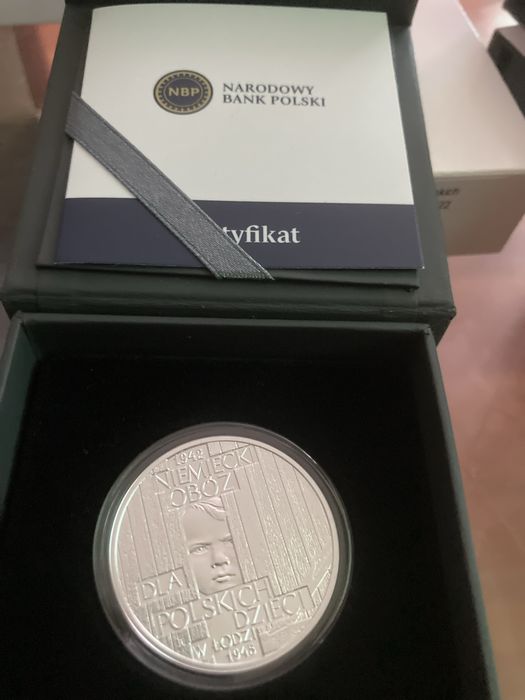 NBP
NARODOWY
BANK POLSKI
tyfikat
1942
NIEMIECKI
OBÓZ
DLA
POLSKICH
DZIECI
W ŁODZI
1945